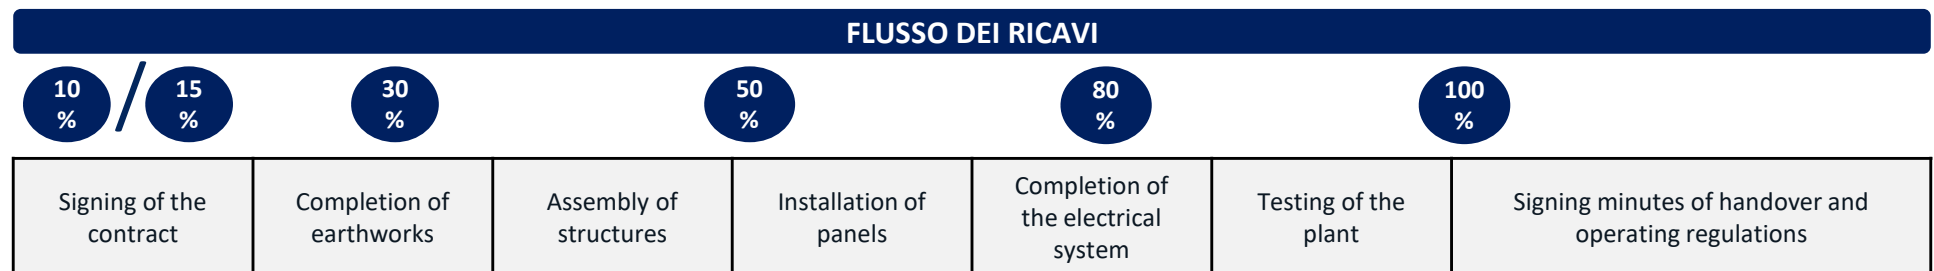 FLUSSO DEI RICAVI
10
%
/
15
%
30
%
50
%
80
%
100
%
Signing of the
contract
Completion of
earthworks
Assembly of
structures
Installation of
panels
Completion of
the electrical
system
Testing of the
plant
Signing minutes of handover and
operating regulations